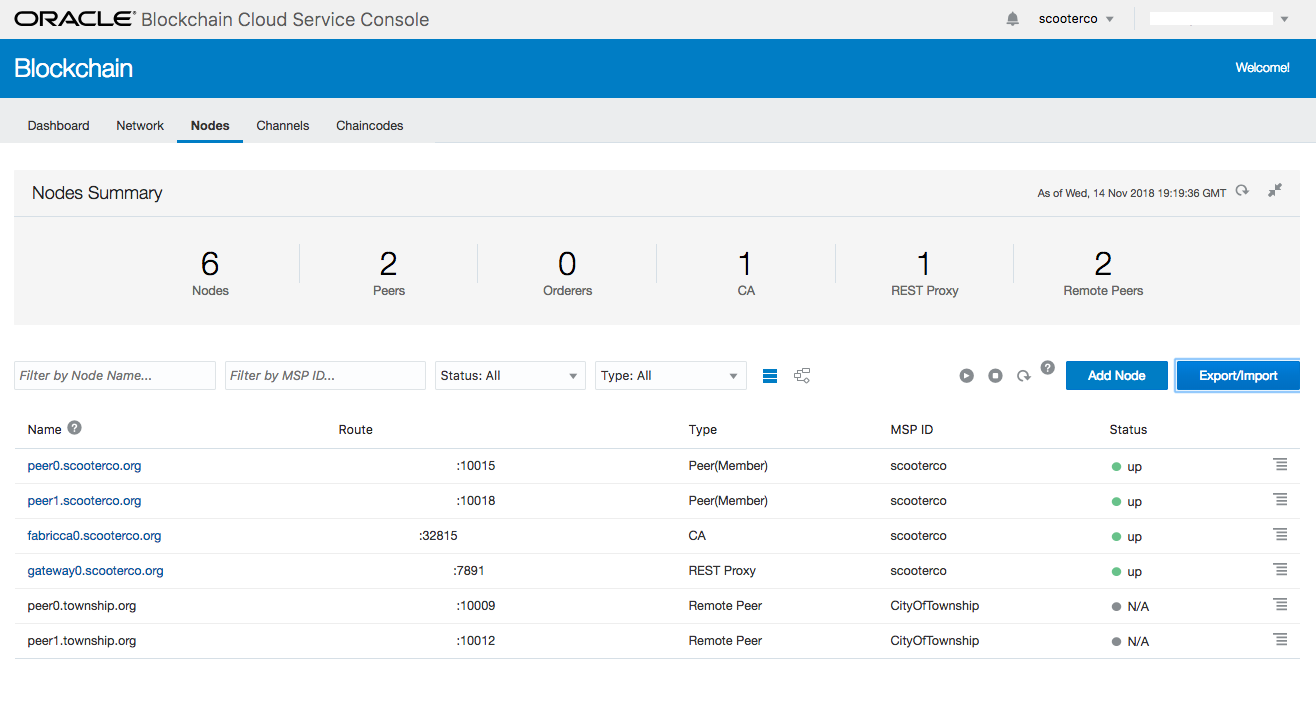 ORACLE® Blockchain Cloud Service Console scooterco
Blockchain Welcome!
Dashboard Network Nodes Channels Chaincodes
Nodes Summary As of Wed, 14 Nov 2018 19:19:36 GMT
6 2 0 1 1 2
Nodes Peers Orderers CA REST Proxy Remote Peers
Filter by Node Name... Filter by MSP ID... Status: All Type: All ? Add Node Export/Import
Name ? Route Type MSP ID Status
peer0.scooterco.org :10015 Peer(Member) scooterco up
peer1.scooterco.org :10018 Peer(Member) scooterco up
fabricca0.scooterco.org :32815 CA scooterco up
gateway0.scooterco.org :7891 REST Proxy scooterco up
peer0.township.org :10009 Remote Peer CityOfTownship N/A
peer1.township.org :10012 Remote Peer CityOfTownship N/A